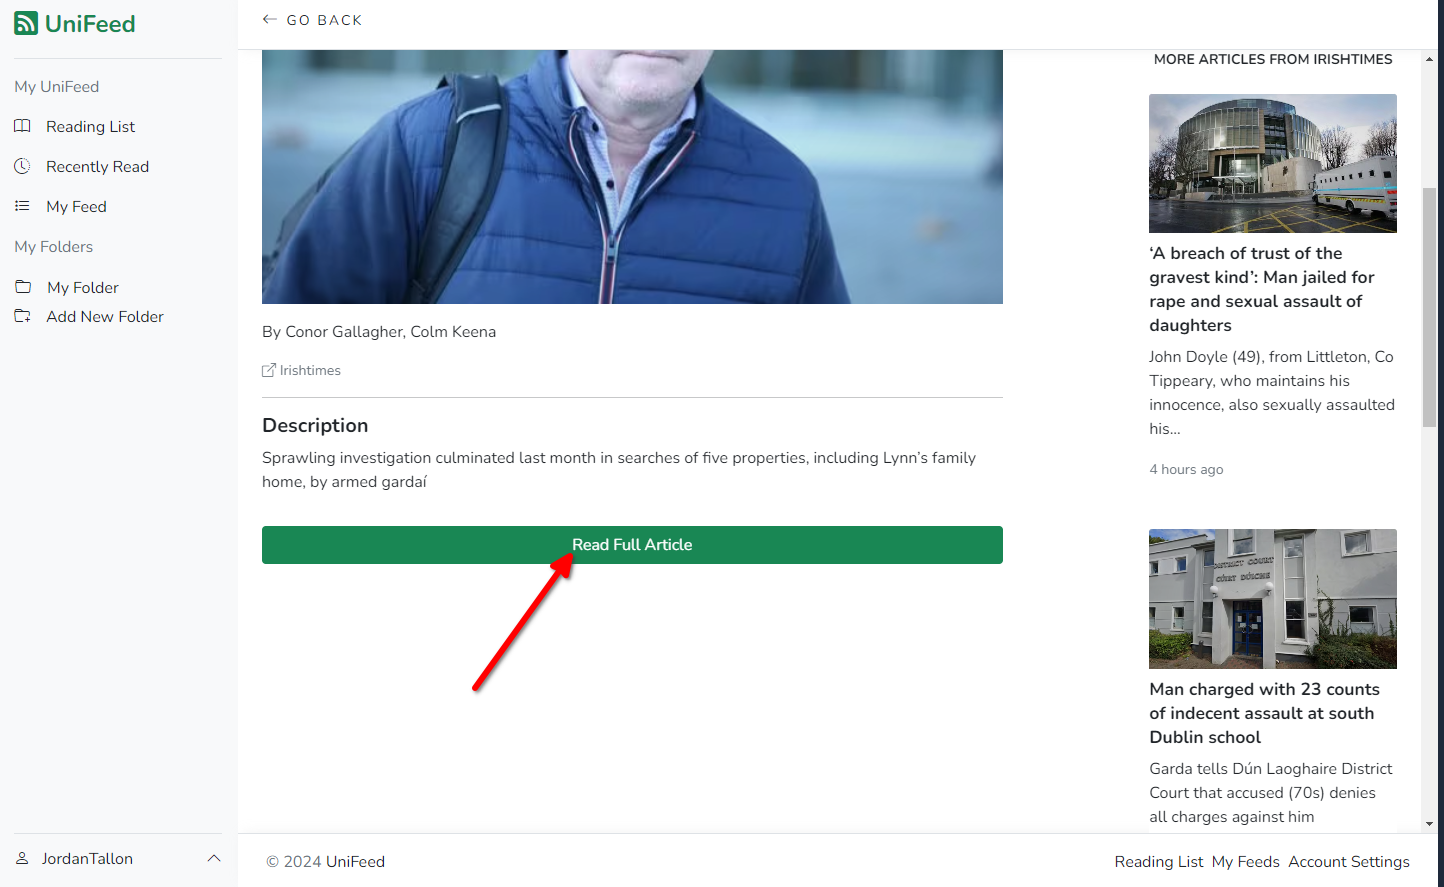 UniFeed
My UniFeed
Reading List
Recently Read
My Feed
My Folders
My Folder
Add New Folder
JordanTallon
GO BACK
By Conor Gallagher, Colm Keena
Irishtimes
Description
Sprawling investigation culminated last month in searches of five properties, including Lynn’s family
home, by armed gardaí
Read Full Article
MORE ARTICLES FROM IRISHTIMES
‘A breach of trust of the
gravest kind’: Man jailed for
rape and sexual assault of
daughters
John Doyle (49), from Littleton, Co
Tippeary, who maintains his
innocence, also sexually assaulted
his...
4 hours ago
DISTRICT COURT
CÚIRT DÚICHE
Man charged with 23 counts
of indecent assault at south
Dublin school
Garda tells Dún Laoghaire District
Court that accused (70s) denies
all charges against him
© 2024 UniFeed
Reading List My Feeds Account Settings